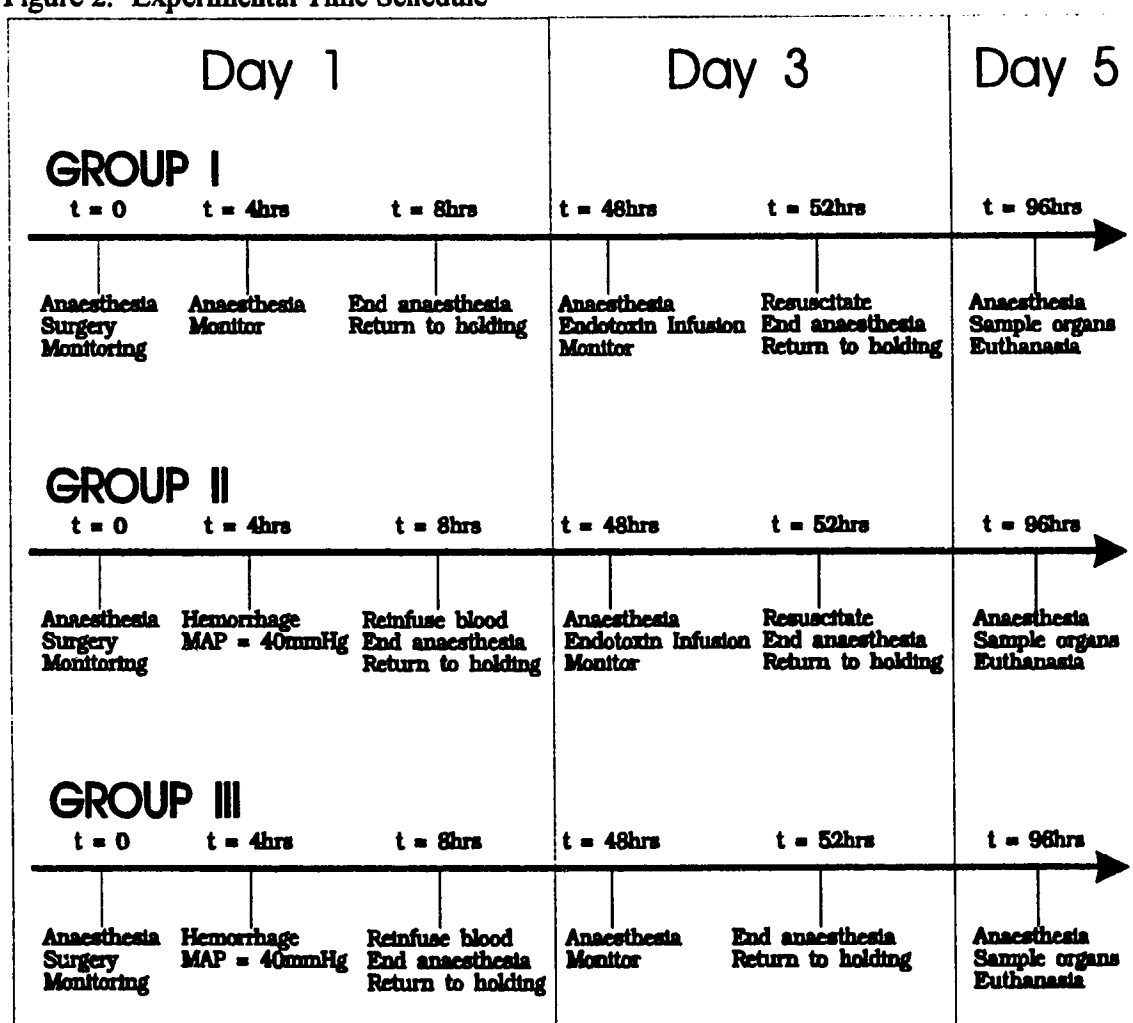 Figure 2. Experimental Time Schedule
Day 1 Day 3 Day 5
GROUP I
t = 0 t = 4hrs t = 8hrs t = 48hrs t = 52hrs t = 96hrs
Anaesthesia Anaesthesia End anaesthesia Anaesthesia Resuscitate Anaesthesia
Surgery Monitor Return to holding Endotoxin Infusion End anaesthesia Sample organs
Monitoring Monitor Return to holding Euthanasia
GROUP II
t = 0 t = 4hrs t = 8hrs t = 48hrs t = 52hrs t = 96hrs
Anaesthesia Hemorrhage Reinfuse blood Anaesthesia Resuscitate Anaesthesia
Surgery MAP = 40mmHg End anaesthesia Endotoxin Infusion End anaesthesia Sample organs
Monitoring Return to holding Monitor Return to holding Euthanasia
GROUP III
t = 0 t = 4hrs t = 8hrs t = 48hrs t = 52hrs t = 96hrs
Anaesthesia Hemorrhage Reinfuse blood Anaesthesia End anaesthesia Anaesthesia
Surgery MAP = 40mmHg End anaesthesia Monitor Return to holding Sample organs
Monitoring Return to holding Euthanasia